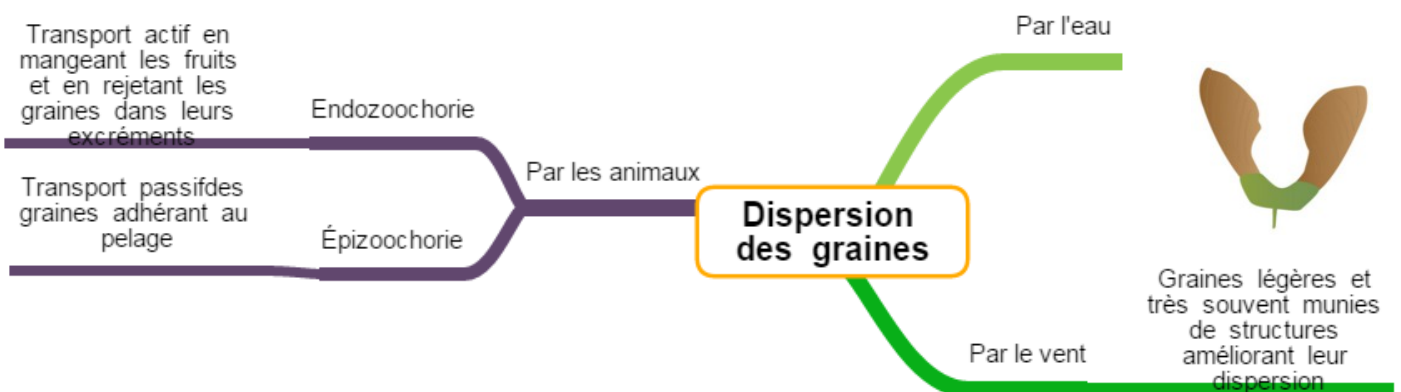 Transport actif en
mangeant les fruits
et en rejetant les
graines dans leurs
excréments
Endozoochorie
Transport passifdes
graines adhérant au
pelage
Épizoochorie
Par les animaux
Dispersion
des graines
Par l'eau
Par le vent
Graines légères et
très souvent munies
de structures
améliorant leur
dispersion